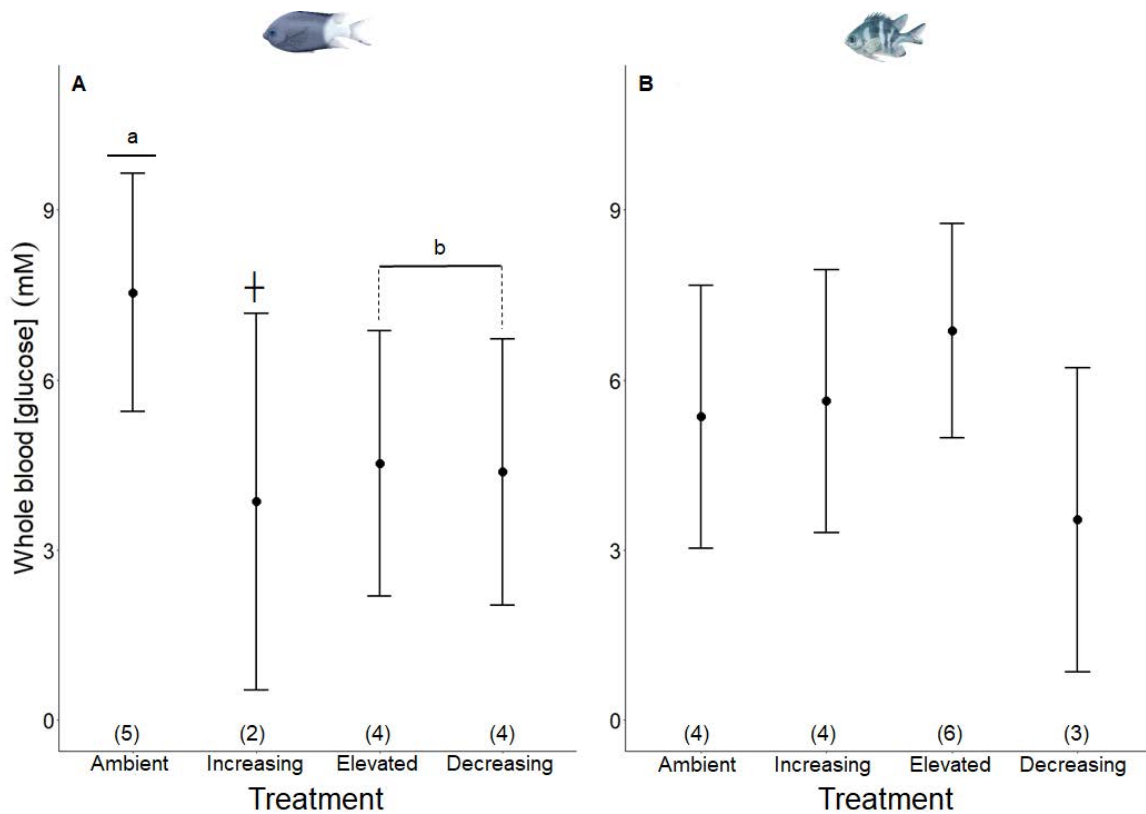 A
B
a
b
9
6
3
0
Whole blood [glucose] (mM)
(5) (2) (4) (4)
Ambient Increasing Elevated Decreasing
Treatment
9
6
3
0
(4) (4) (6) (3)
Ambient Increasing Elevated Decreasing
Treatment